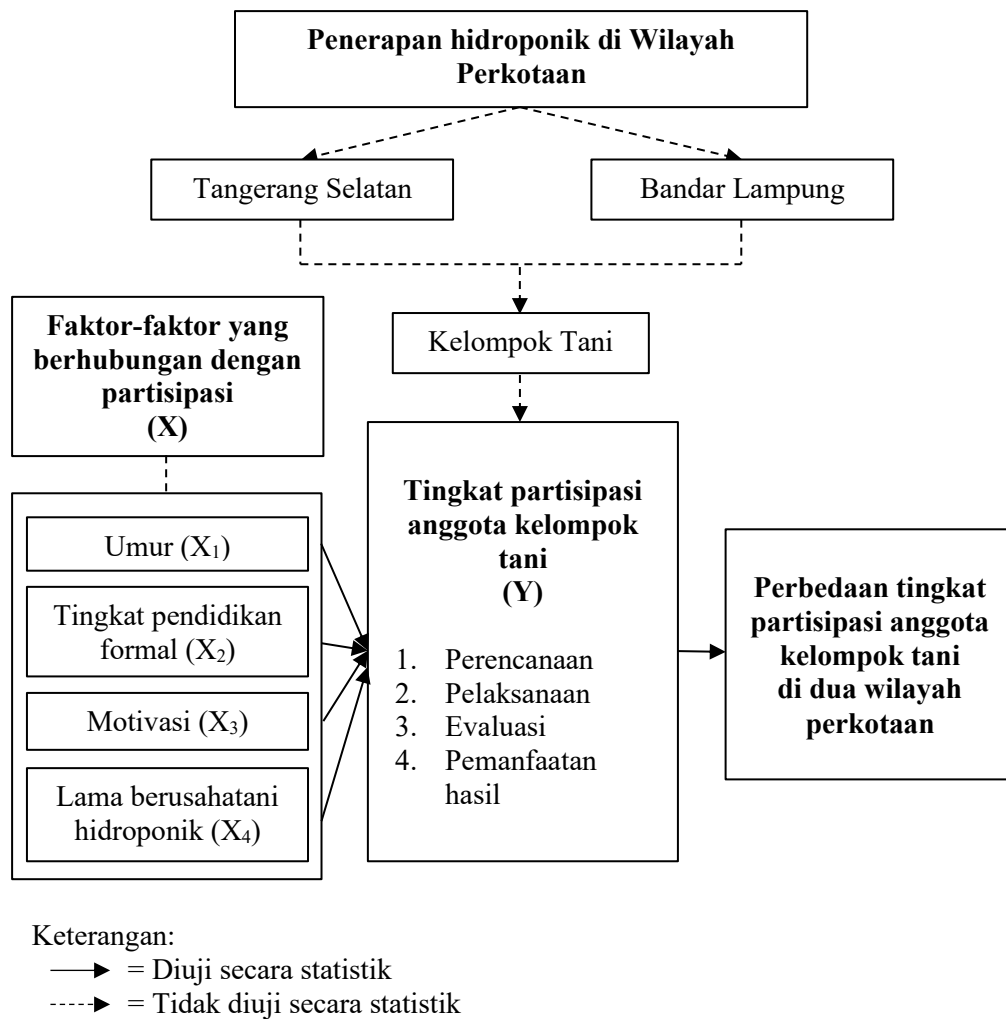 Penerapan hidroponik di Wilayah
Perkotaan
Tangerang Selatan
Bandar Lampung
Kelompok Tani
Faktor-faktor yang
berhubungan dengan
partisipasi
(X)
Umur (X₁)
Tingkat pendidikan
formal (X₂)
Motivasi (X₃)
Lama berusahatani
hidroponik (X₄)
Tingkat partisipasi
anggota kelompok
tani
(Y)
1. Perencanaan
2. Pelaksanaan
3. Evaluasi
4. Pemanfaatan
hasil
Perbedaan tingkat
partisipasi anggota
kelompok tani
di dua wilayah
perkotaan
Keterangan:
= Diuji secara statistik
= Tidak diuji secara statistik